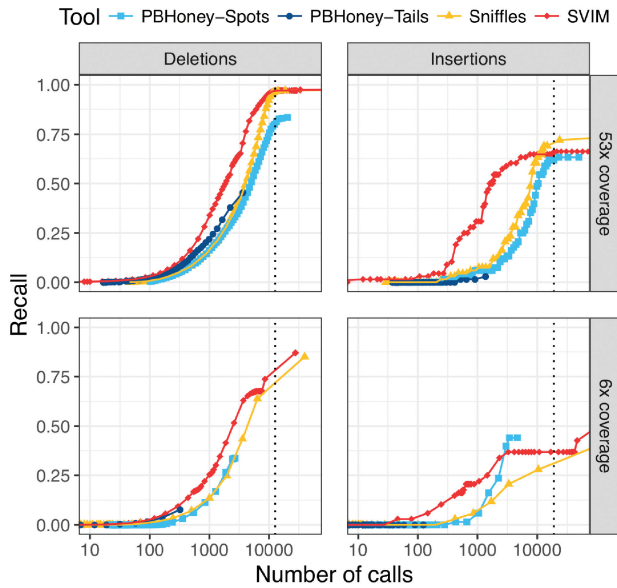 Tool PBHoney−Spots PBHoney−Tails Sniffles SVIM
Deletions Insertions
1.00
0.75
0.50
0.25
0.00
53x coverage
Recall
1.00
0.75
0.50
0.25
0.00
6x coverage
10 100 1000 10000 10 100 1000 10000
Number of calls